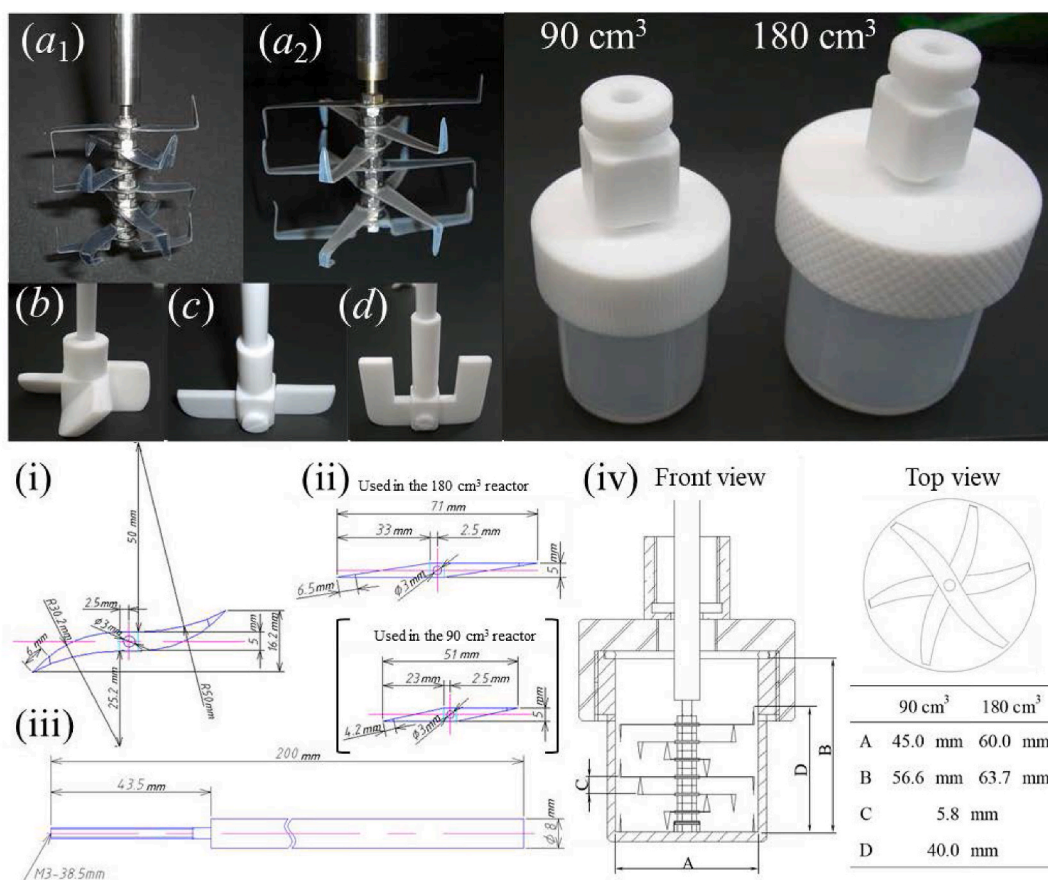 (a1)
(a2)
90 cm³
180 cm³
(b)
(c)
(d)
(i)
50 mm
2.5mm
R30.2mm
Φ3mm
6 mm
5 mm
16.2mm
25.2 mm
R50mm
(ii)
Used in the 180 cm³ reactor
71 mm
33 mm
2.5 mm
5 mm
6.5mm
Φ3mm
Used in the 90 cm³ reactor
51 mm
23 mm
2.5 mm
5 mm
4.2mm
Φ3mm
(iii)
200 mm
43.5 mm
Φ 8 mm
M3-38.5mm
(iv)
Front view
Top view
C
D
B
A
90 cm³ 180 cm³
A 45.0 mm 60.0 mm
B 56.6 mm 63.7 mm
C 5.8 mm
D 40.0 mm